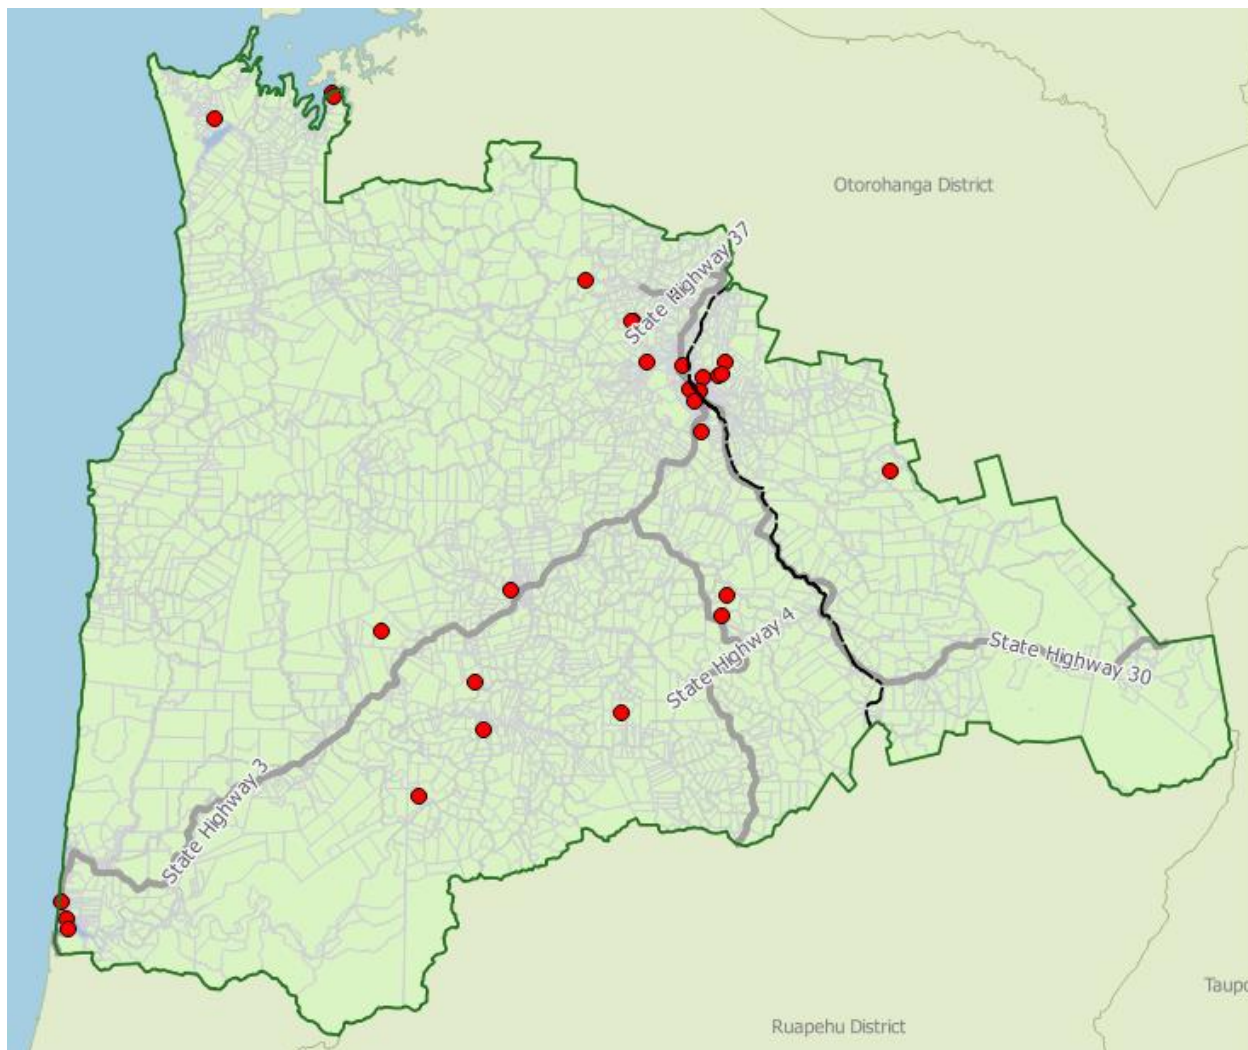 Otorohanga District
State Highway 37
State Highway 4
State Highway 30
State Highway 3
Taupo
Ruapehu District